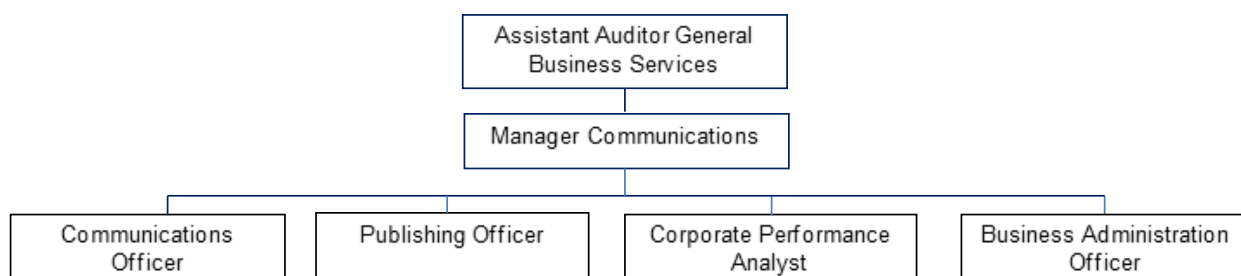 Assistant Auditor General
Business Services
Manager Communications
Communications
Officer
Publishing Officer
Corporate Performance
Analyst
Business Administration
Officer